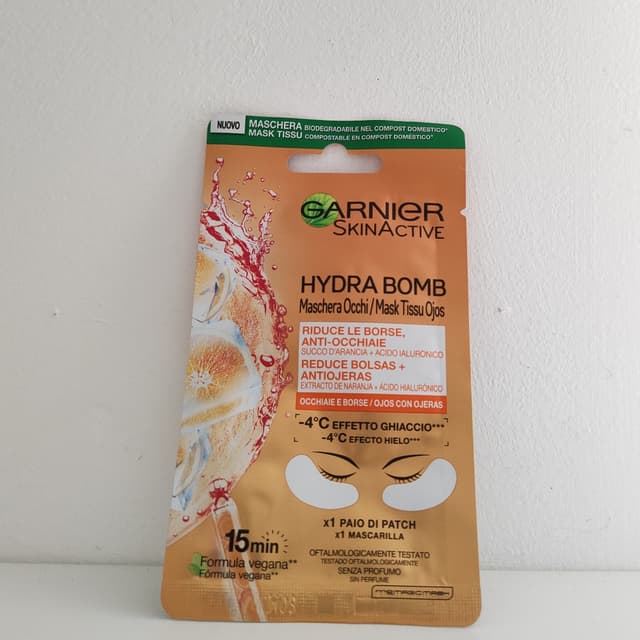 NUOVO
MASCHERA BIODEGRADABILE NEL COMPOST DOMESTICO*
MASK TISSU COMPOSTABLE EN COMPOST DOMÉSTICO*
GARNIER
SKINACTIVE
HYDRA BOMB
Maschera Occhi/Mask Tissu Ojos
RIDUCE LE BORSE,
ANTI-OCCHIAIE
SUCCO D'ARANCIA + ACIDO IALURONICO
REDUCE BOLSAS +
ANTIOJERAS
EXTRACTO DE NARANJA + ÁCIDO HIALURÓNICO
OCCHIAIE E BORSE / OJOS CON OJERAS
-4°C EFFETTO GHIACCIO***
-4°C EFECTO HIELO***
x1 PAIO DI PATCH
x1 MASCARILLA
15min
Formula vegana**
Fórmula vegana**
OFTALMOLOGICAMENTE TESTATO
TESTADO OFTALMOLÓGICAMENTE
SENZA PROFUMO
SIN PERFUME